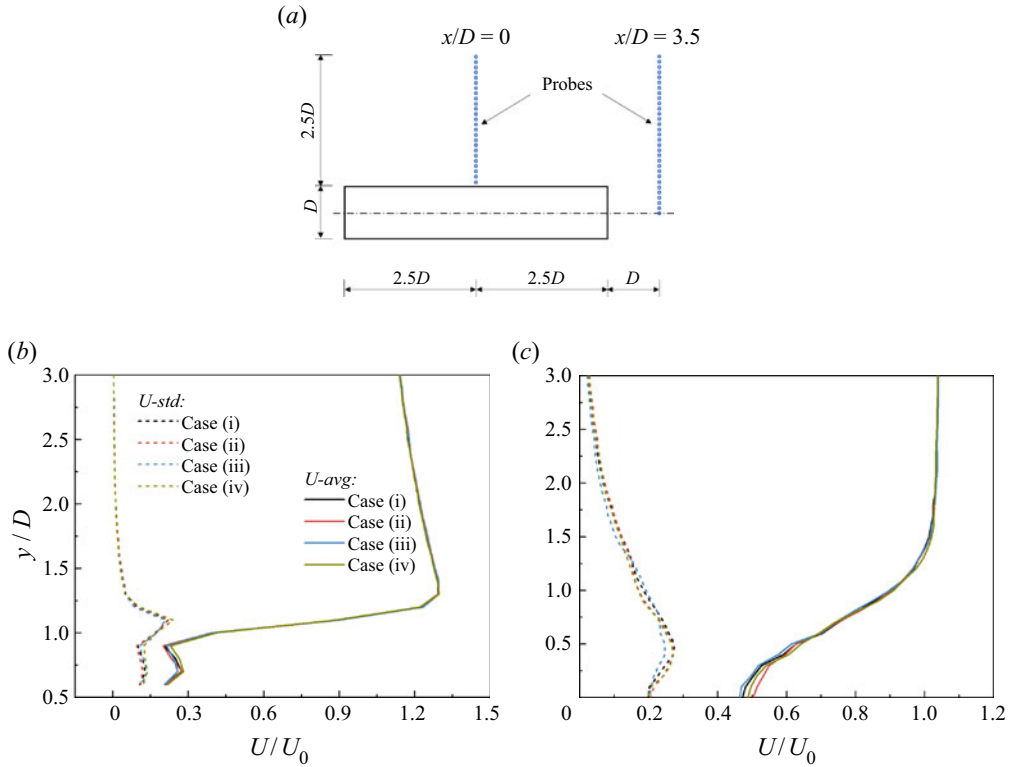 (a)
x/D = 0
x/D = 3.5
Probes
2.5D
D
2.5D
2.5D
D
(b)
(c)
3.0
2.5
2.0
1.5
1.0
0.5
y/D
U-std:
Case (i)
Case (ii)
Case (iii)
Case (iv)
U-avg:
Case (i)
Case (ii)
Case (iii)
Case (iv)
0
0.3
0.6
0.9
1.2
1.5
U/U0
3.0
2.5
2.0
1.5
1.0
0.5
0
0.2
0.4
0.6
0.8
1.0
1.2
U/U0